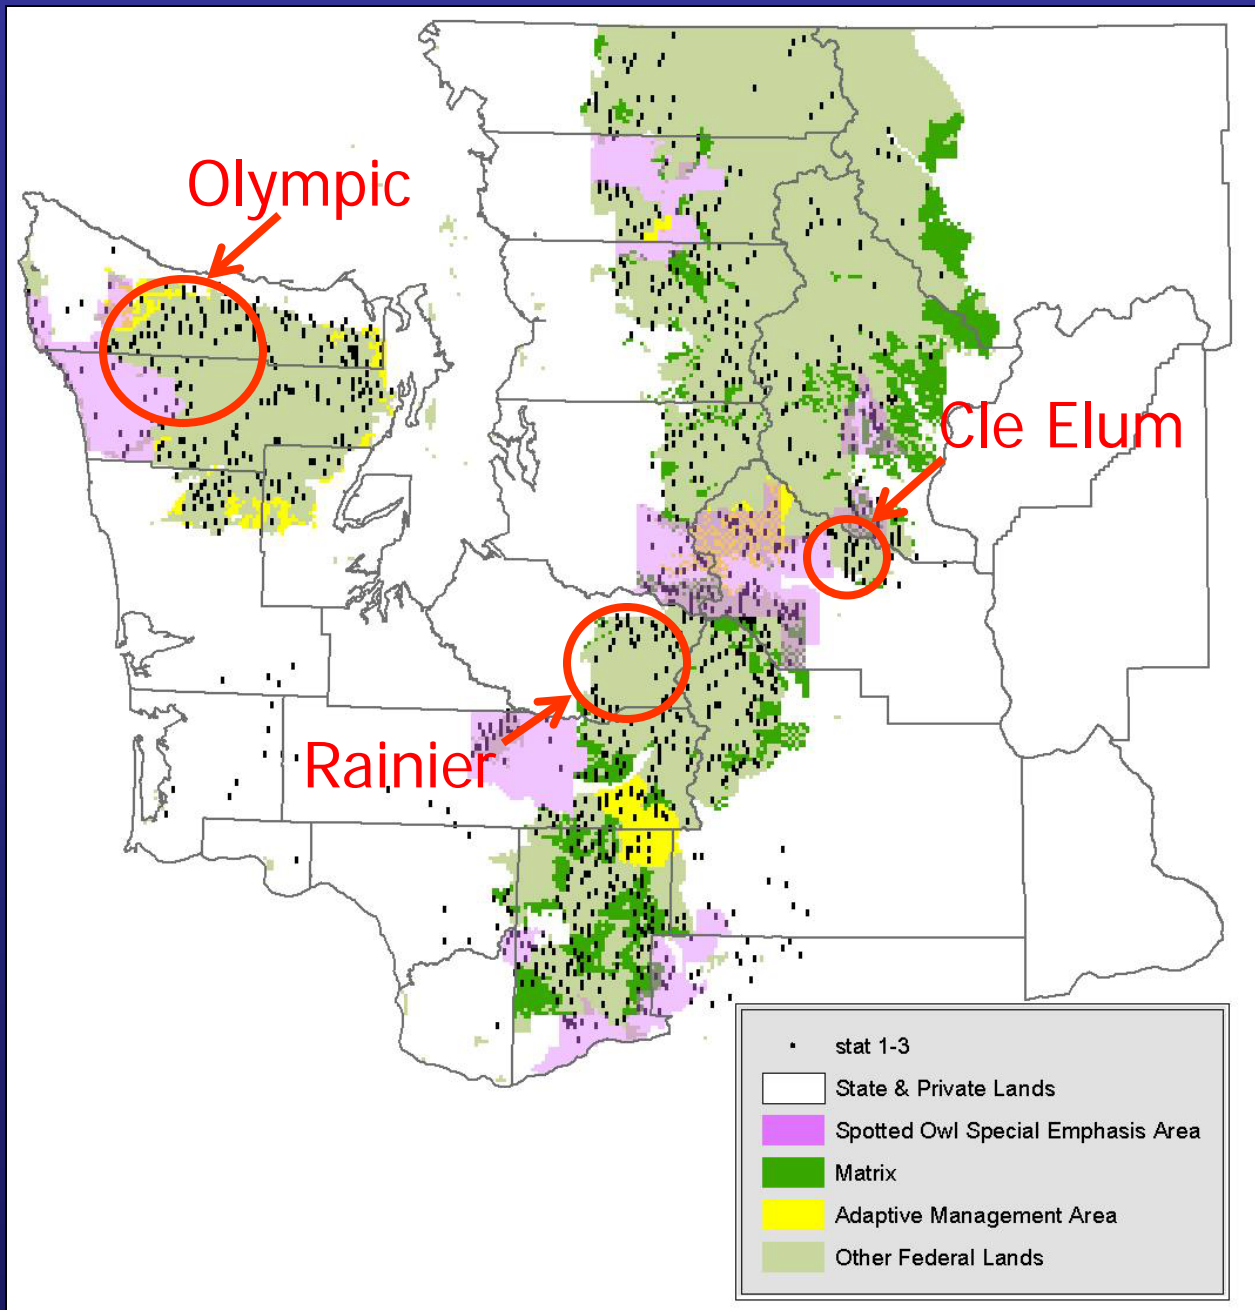 Olympic
Cle Elum
Rainier
stat 1-3
State & Private Lands
Spotted Owl Special Emphasis Area
Matrix
Adaptive Management Area
Other Federal Lands